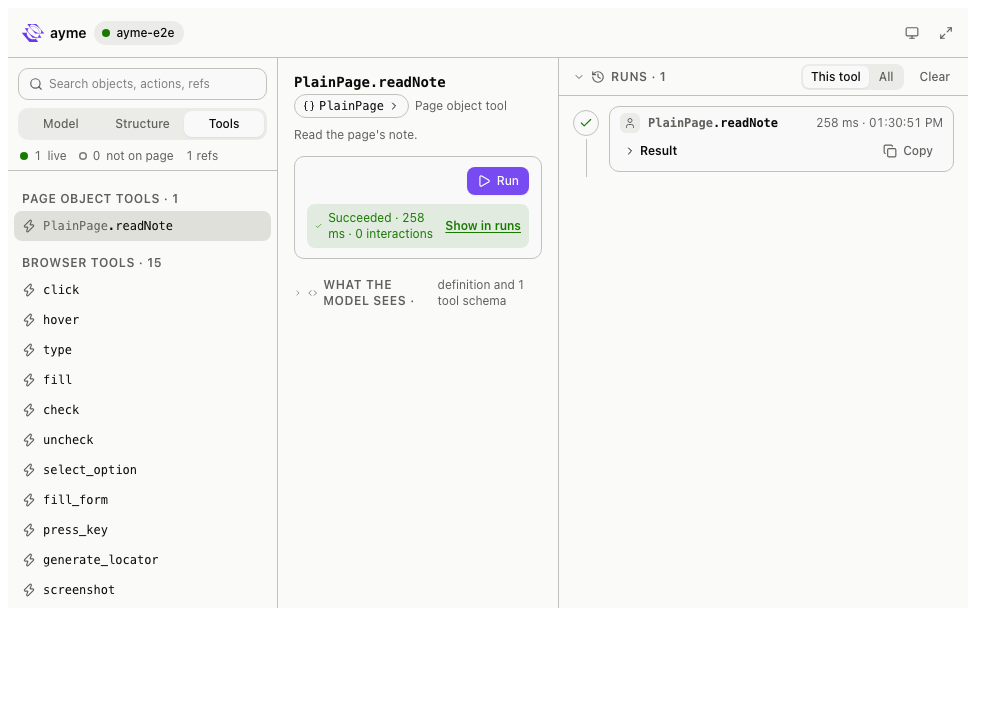 ayme
ayme-e2e
Search objects, actions, refs
Model Structure Tools
1 live 0 not on page 1 refs
PAGE OBJECT TOOLS · 1
PlainPage.readNote
BROWSER TOOLS · 15
click
hover
type
fill
check
uncheck
select_option
fill_form
press_key
generate_locator
screenshot
PlainPage.readNote
{} PlainPage > Page object tool
Read the page's note.
Run
Succeeded · 258
ms · 0 interactions
Show in runs
WHAT THE
MODEL SEES ·
definition and 1
tool schema
RUNS · 1
This tool All Clear
PlainPage.readNote 258 ms · 01:30:51 PM
Result Copy